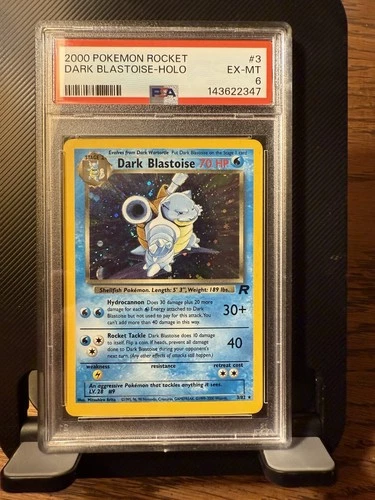 2000 POKEMON ROCKET #3
DARK BLASTOISE-HOLO EX-MT
6
PSA 143622347
STAGE 2
Evolves from Dark Wartortle Put Dark Blastoise on the Stage 1 card
Dark Blastoise 70 HP
Shellfish Pokémon. Length: 5' 3", Weight: 189 lbs.
R
Hydrocannon Does 30 damage plus 20 more
damage for each Energy attached to Dark
Blastoise but not used to pay for this attack. You
can't add more than 40 damage in this way.
30+
Rocket Tackle Dark Blastoise does 10 damage
to itself. Flip a coin. If heads, prevent all damage
done to Dark Blastoise during your opponent's
next turn. (Any other effects of attacks still happen.)
40
weakness resistance retreat cost
An aggressive Pokémon that tackles anything it sees.
LV. 28 #9
3/82